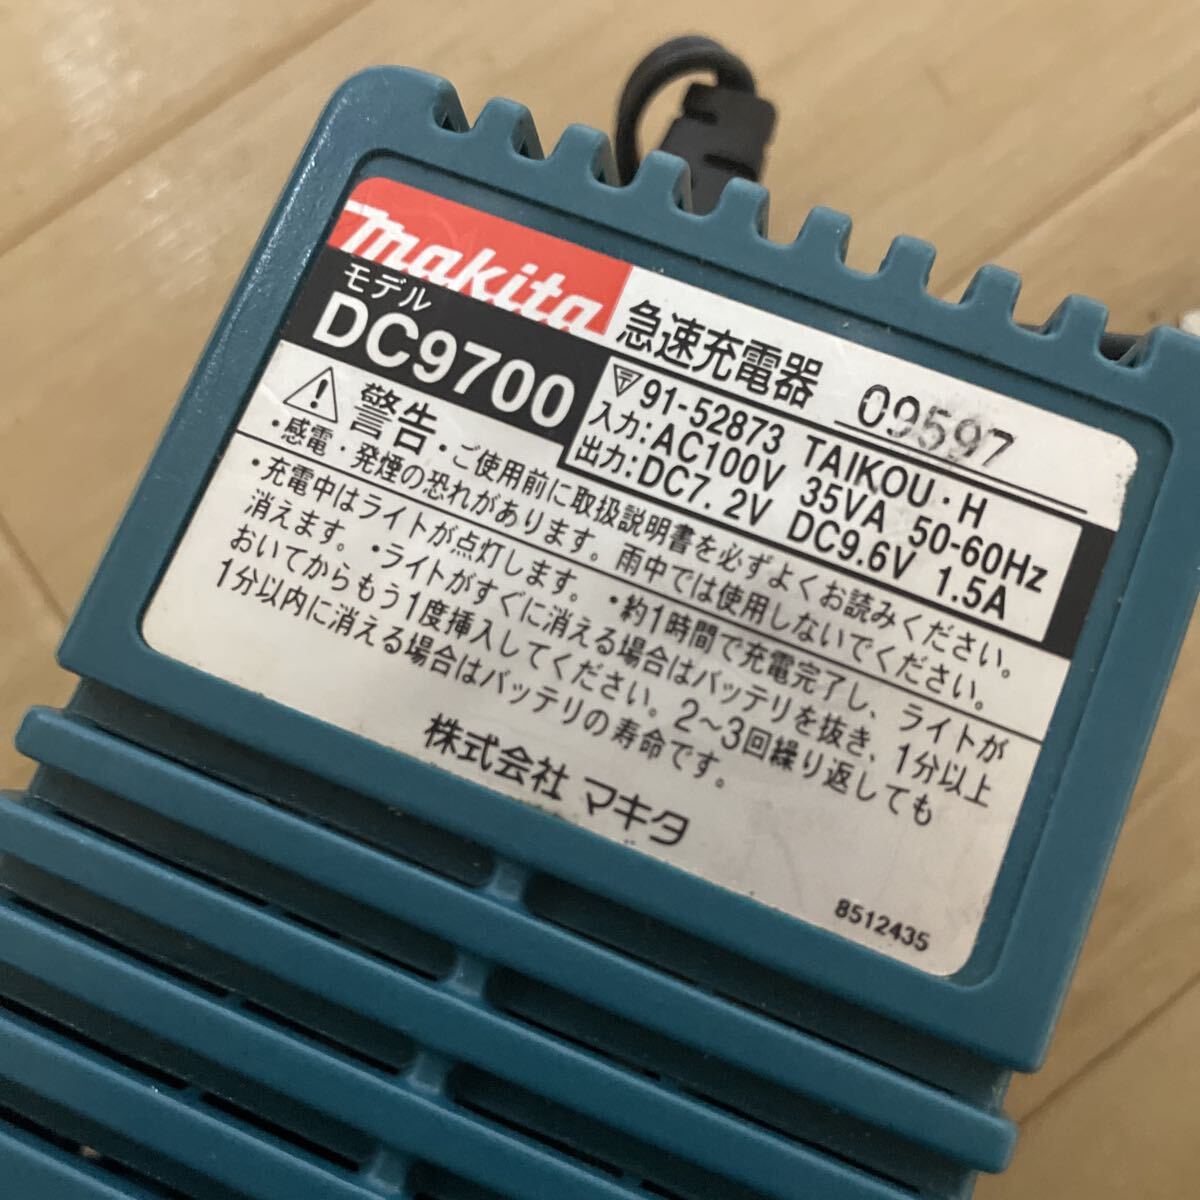 makita
急速充電器 09597
モデル
DC9700
91-52873 TAIKOU・H
入力:AC100V 35VA 50-60Hz
出力:DC7.2V DC9.6V 1.5A
警告・ご使用前に取扱説明書を必ずよくお読みください。
・感電・発煙の恐れがあります。雨中では使用しないでください。
・充電中はライトが点灯します。・約1時間で充電完了し、ライトが
消えます。・ライトがすぐに消える場合はバッテリを抜き、1分以上
おいてからもう1度挿入してください。2〜3回繰り返しても
1分以内に消える場合はバッテリの寿命です。
株式会社 マキタ
8512435